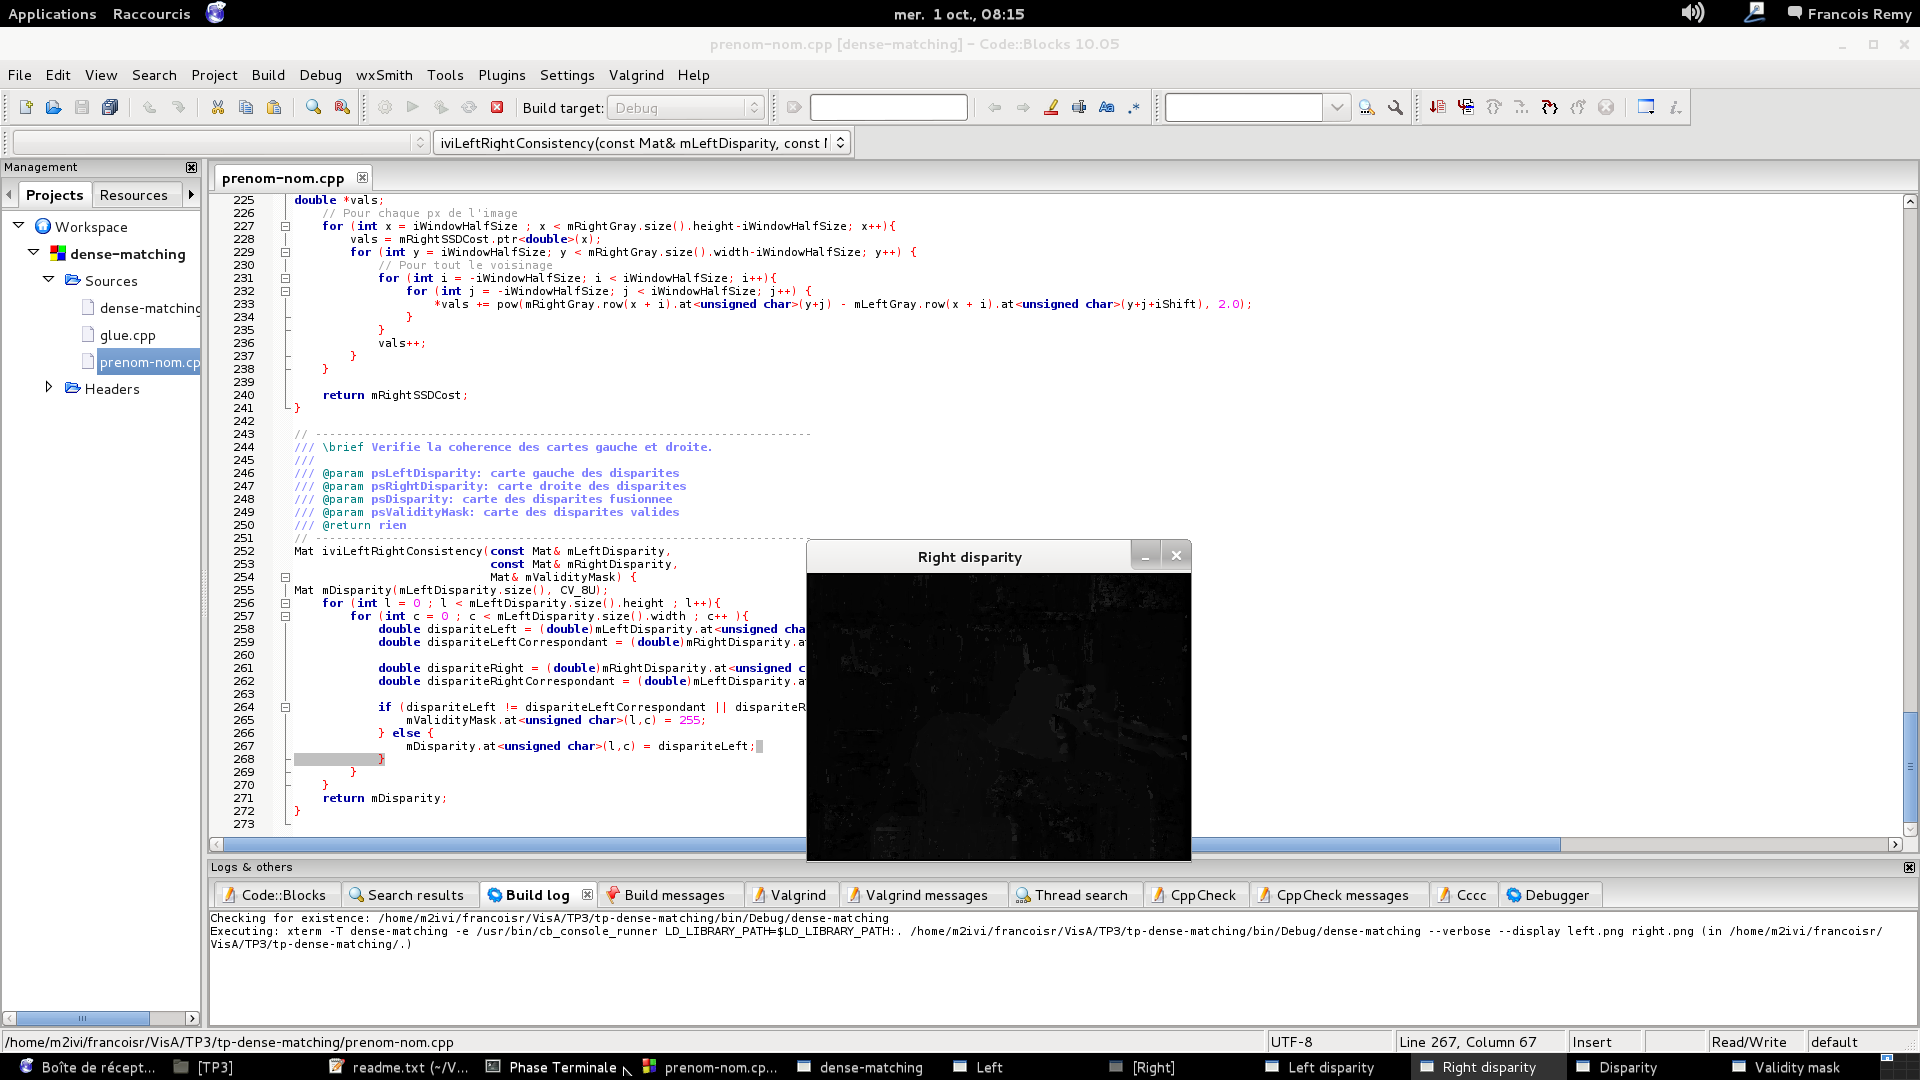 Applications Raccourcis mer. 1 oct., 08:15 Francois Remy
prenom-nom.cpp [dense-matching] - Code::Blocks 10.05
File Edit View Search Project Build Debug wxSmith Tools Plugins Settings Valgrind Help
Build target: Debug
iviLeftRightConsistency(const Mat& mLeftDisparity, const
Management
Projects Resources
Workspace
dense-matching
Sources
dense-matching
glue.cpp
prenom-nom.cp
Headers
prenom-nom.cpp
225 double *vals;
226 // Pour chaque px de l'image
227 for (int x = iWindowHalfSize ; x < mRightGray.size().height-iWindowHalfSize; x++){
228 vals = mRightSSDCost.ptr<double>(x);
229 for (int y = iWindowHalfSize; y < mRightGray.size().width-iWindowHalfSize; y++) {
230 // Pour tout le voisinage
231 for (int i = -iWindowHalfSize; i < iWindowHalfSize; i++){
232 for (int j = -iWindowHalfSize; j < iWindowHalfSize; j++) {
233 *vals += pow(mRightGray.row(x + i).at<unsigned char>(y+j) - mLeftGray.row(x + i).at<unsigned char>(y+j+iShift), 2.0);
234 }
235 }
236 vals++;
237 }
238 }
239
240 return mRightSSDCost;
241 }
242
243 // -----------------------------------------------------------------------
244 /// \brief Verifie la coherence des cartes gauche et droite.
245 ///
246 /// @param psLeftDisparity: carte gauche des disparites
247 /// @param psRightDisparity: carte droite des disparites
248 /// @param psDisparity: carte des disparites fusionnee
249 /// @param psValidityMask: carte des disparites valides
250 /// @return rien
251 // -----------------------------------------------------------------------
252 Mat iviLeftRightConsistency(const Mat& mLeftDisparity,
253 const Mat& mRightDisparity,
254 Mat& mValidityMask) {
255 Mat mDisparity(mLeftDisparity.size(), CV_8U);
256 for (int l = 0 ; l < mLeftDisparity.size().height ; l++){
257 for (int c = 0 ; c < mLeftDisparity.size().width ; c++ ){
258 double dispariteLeft = (double)mLeftDisparity.at<unsigned cha
259 double dispariteLeftCorrespondant = (double)mRightDisparity.a
260
261 double dispariteRight = (double)mRightDisparity.at<unsigned c
262 double dispariteRightCorrespondant = (double)mLeftDisparity.a
263
264 if (dispariteLeft != dispariteLeftCorrespondant || dispariteR
265 mValidityMask.at<unsigned char>(l,c) = 255;
266 } else {
267 mDisparity.at<unsigned char>(l,c) = dispariteLeft;
268 }
269 }
270 }
271 return mDisparity;
272 }
273
Right disparity
Logs & others
Code::Blocks Search results Build log Build messages Valgrind Valgrind messages Thread search CppCheck CppCheck messages Cccc Debugger
Checking for existence: /home/m2ivi/francoisr/VisA/TP3/tp-dense-matching/bin/Debug/dense-matching
Executing: xterm -T dense-matching -e /usr/bin/cb_console_runner LD_LIBRARY_PATH=$LD_LIBRARY_PATH:. /home/m2ivi/francoisr/VisA/TP3/tp-dense-matching/bin/Debug/dense-matching --verbose --display left.png right.png (in /home/m2ivi/francoisr/
VisA/TP3/tp-dense-matching/.)
/home/m2ivi/francoisr/VisA/TP3/tp-dense-matching/prenom-nom.cpp UTF-8 Line 267, Column 67 Insert Read/Write default
Boîte de récept... [TP3] readme.txt (~/V... Phase Terminale prenom-nom.cp... dense-matching Left [Right] Left disparity Right disparity Disparity Validity mask